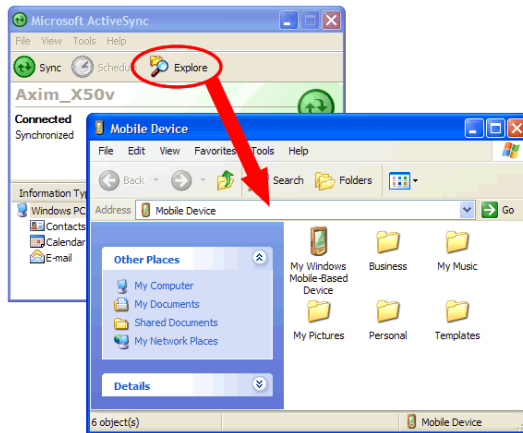 Microsoft ActiveSync
File View Tools Help
Sync Schedule Explore
Axim_X50v
Connected
Synchronized
Information Ty
Windows PC
Contacts
Calendar
E-mail
Mobile Device
File Edit View Favorites Tools Help
Back Search Folders
Address Mobile Device Go
Other Places
My Computer
My Documents
Shared Documents
My Network Places
Details
My Windows
Mobile-Based
Device
Business
My Music
My Pictures
Personal
Templates
6 object(s) Mobile Device